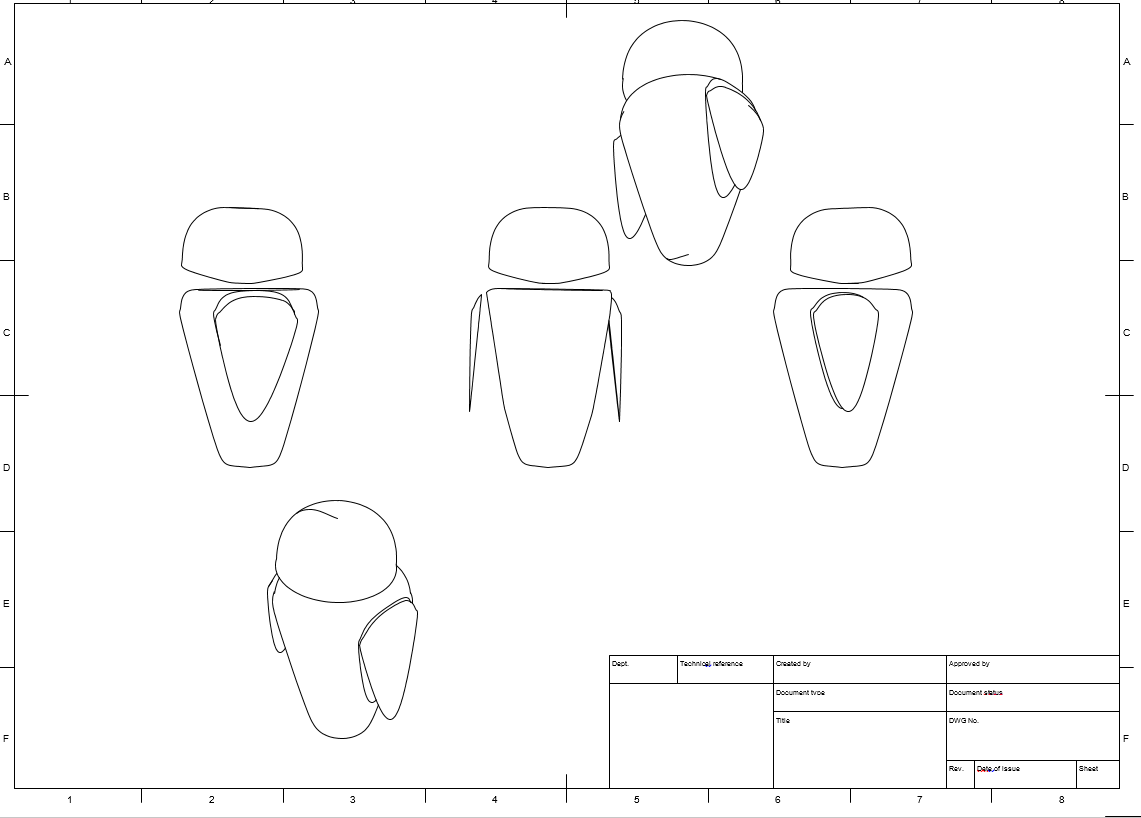 2 3 4 5 6 7 8
A A
B B
C C
D D
E E
F F
Dept. Technical reference Created by Approved by
Document type Document status
Title DWG No.
Rev. Date of issue Sheet
1 2 3 4 5 6 7 8